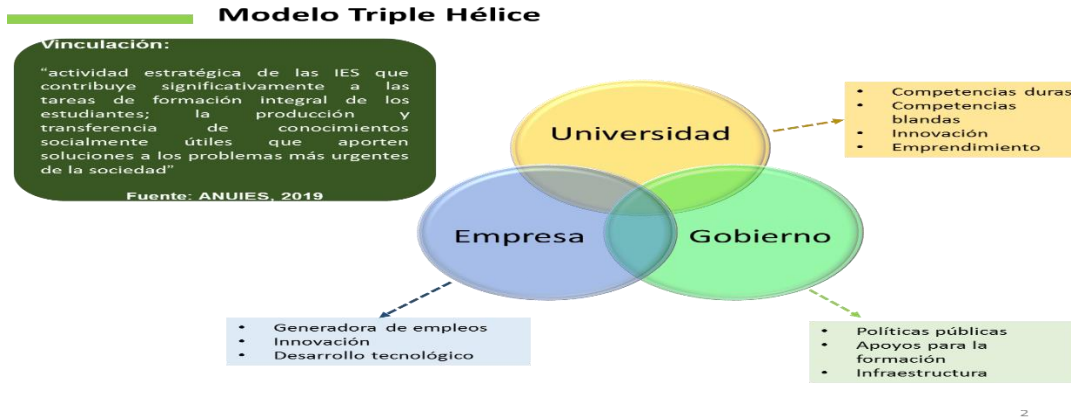 Modelo Triple Hélice
Vinculación:
“actividad estratégica de las IES que
contribuye significativamente a las
tareas de formación integral de los
estudiantes; la producción y
transferencia de conocimientos
socialmente útiles que aporten
soluciones a los problemas más urgentes
de la sociedad”
Fuente: ANUIES, 2019
Universidad
Empresa
Gobierno
• Competencias duras
• Competencias
blandas
• Innovación
• Emprendimiento
• Generadora de empleos
• Innovación
• Desarrollo tecnológico
• Políticas públicas
• Apoyos para la
formación
• Infraestructura
2